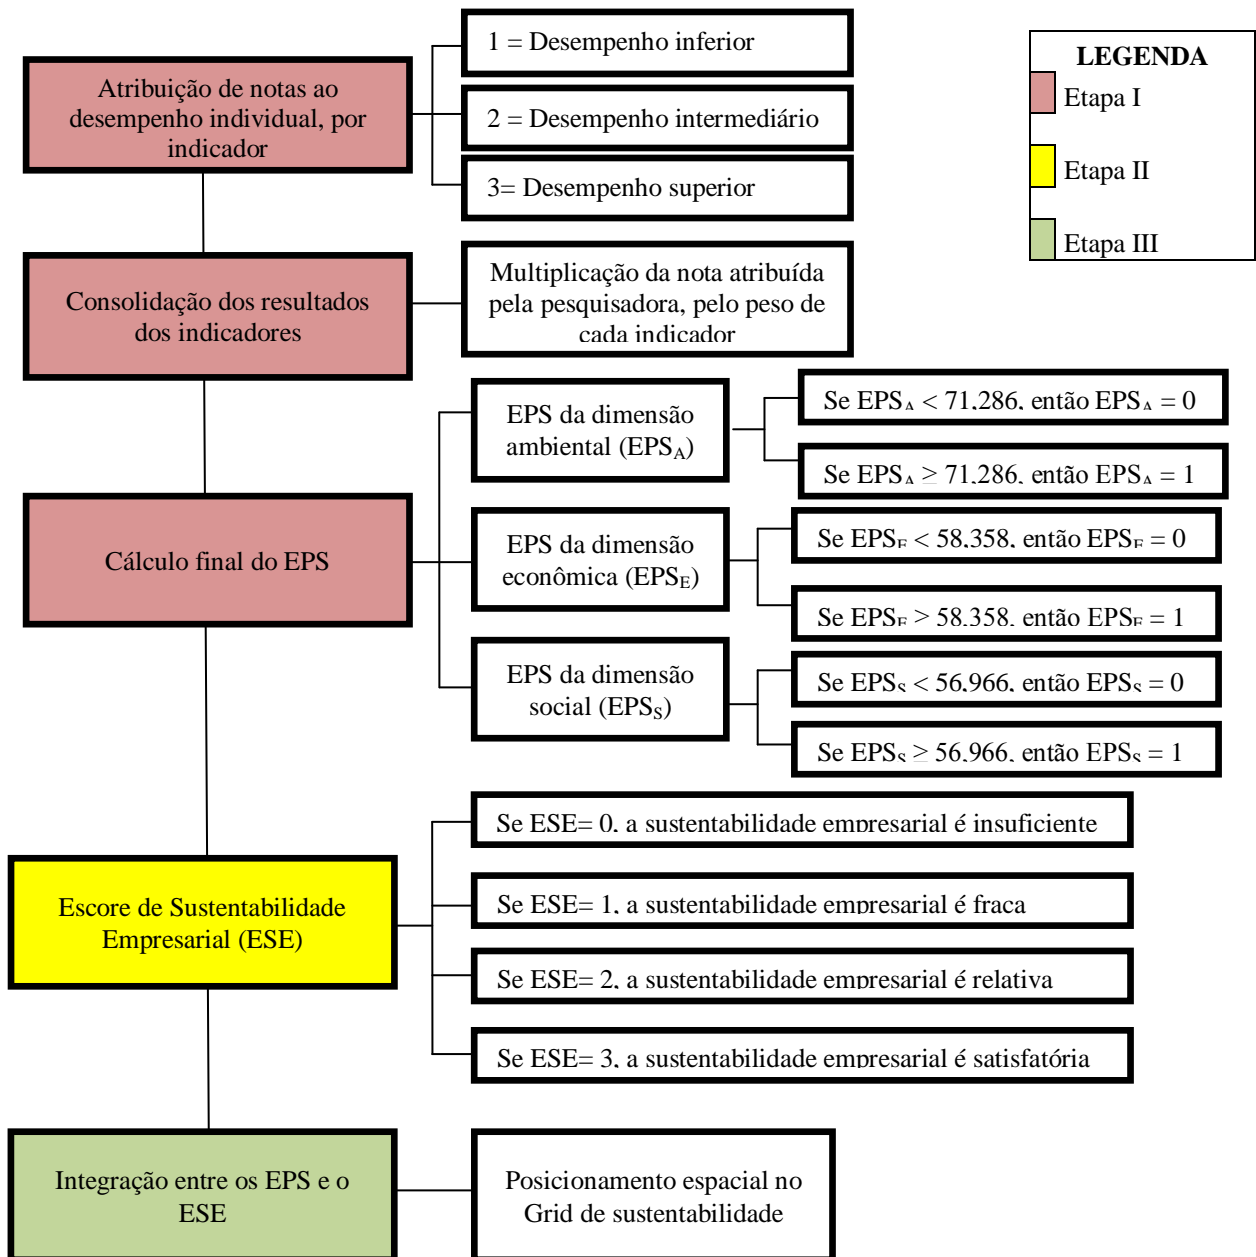 1 = Desempenho inferior
Atribuição de notas ao
desempenho individual, por
indicador
2 = Desempenho intermediário
3= Desempenho superior
LEGENDA
Etapa I
Etapa II
Etapa III
Consolidação dos resultados
dos indicadores
Multiplicação da nota atribuída
pela pesquisadora, pelo peso de
cada indicador
Cálculo final do EPS
EPS da dimensão
ambiental (EPSA)
Se EPSA < 71,286, então EPSA = 0
Se EPSA ≥ 71,286, então EPSA = 1
EPS da dimensão
econômica (EPSE)
Se EPSE < 58,358, então EPSE = 0
Se EPSE ≥ 58,358, então EPSE = 1
EPS da dimensão
social (EPSS)
Se EPSS < 56,966, então EPSS = 0
Se EPSS ≥ 56,966, então EPSS = 1
Escore de Sustentabilidade
Empresarial (ESE)
Se ESE= 0, a sustentabilidade empresarial é insuficiente
Se ESE= 1, a sustentabilidade empresarial é fraca
Se ESE= 2, a sustentabilidade empresarial é relativa
Se ESE= 3, a sustentabilidade empresarial é satisfatória
Integração entre os EPS e o
ESE
Posicionamento espacial no
Grid de sustentabilidade